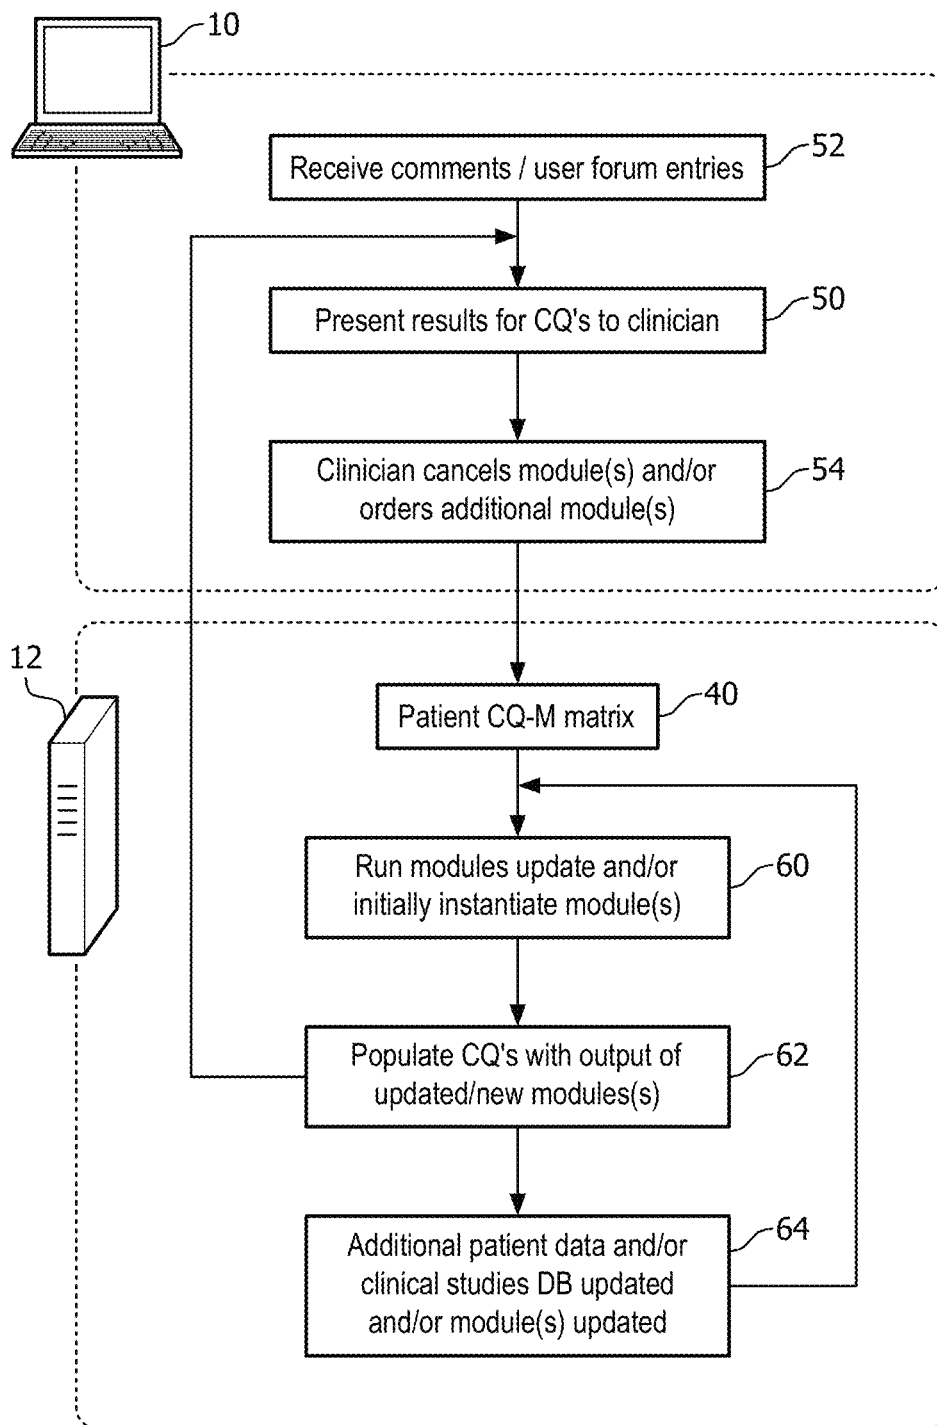 10
52
Receive comments / user forum entries
50
Present results for CQ's to clinician
54
Clinician cancels module(s) and/or
orders additional module(s)
12
40
Patient CQ-M matrix
60
Run modules update and/or
initially instantiate module(s)
62
Populate CQ's with output of
updated/new modules(s)
64
Additional patient data and/or
clinical studies DB updated
and/or module(s) updated